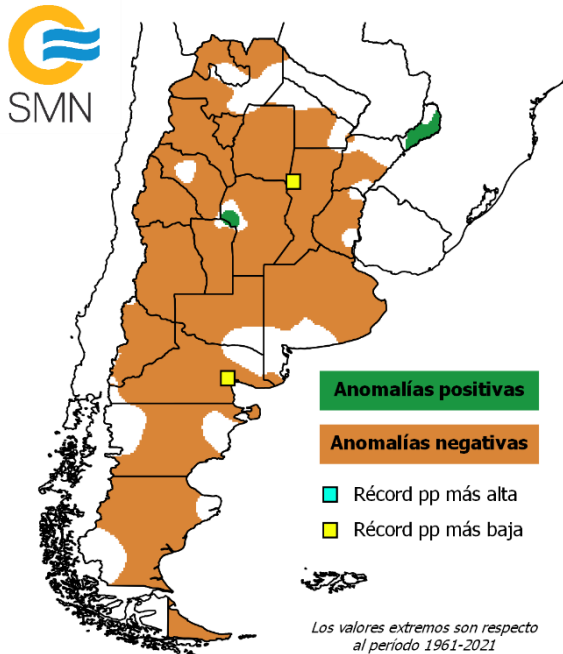 SMN
Anomalías positivas
Anomalías negativas
Récord pp más alta
Récord pp más baja
Los valores extremos son respecto
al período 1961-2021